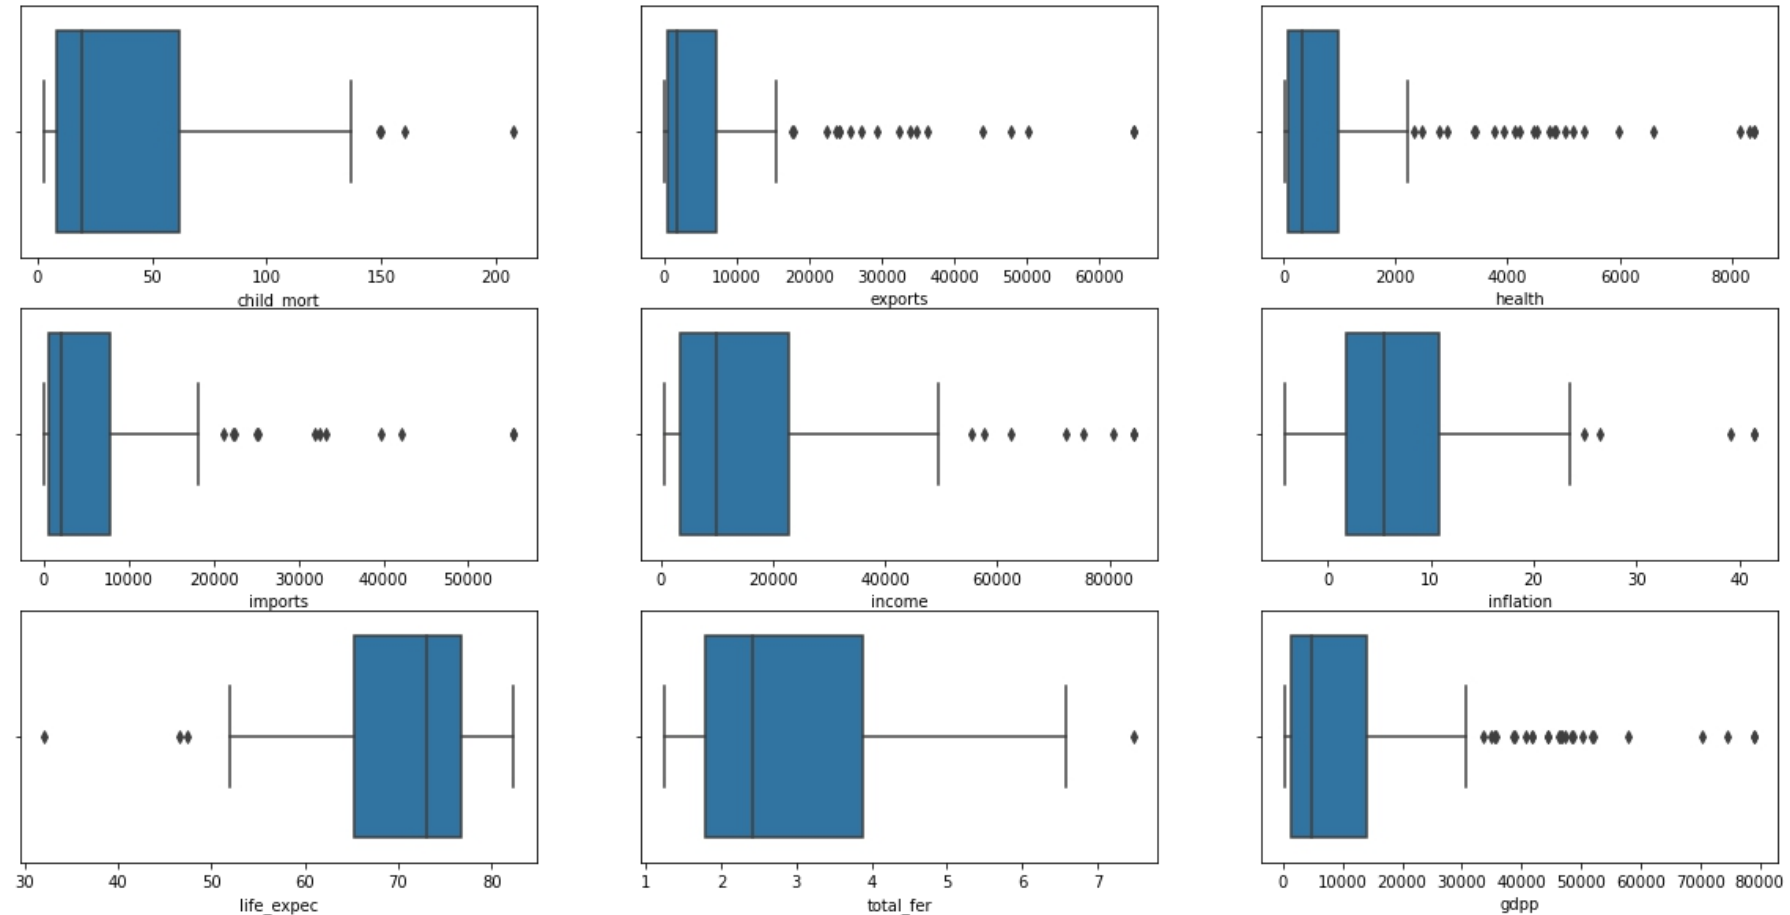 0 50 100 150 200
child_mort
0 10000 20000 30000 40000 50000 60000
exports
0 2000 4000 6000 8000
health
0 10000 20000 30000 40000 50000
imports
0 20000 40000 60000 80000
income
0 10 20 30 40
inflation
30 40 50 60 70 80
life_expec
1 2 3 4 5 6 7
total_fer
0 10000 20000 30000 40000 50000 60000 70000 80000
gdpp